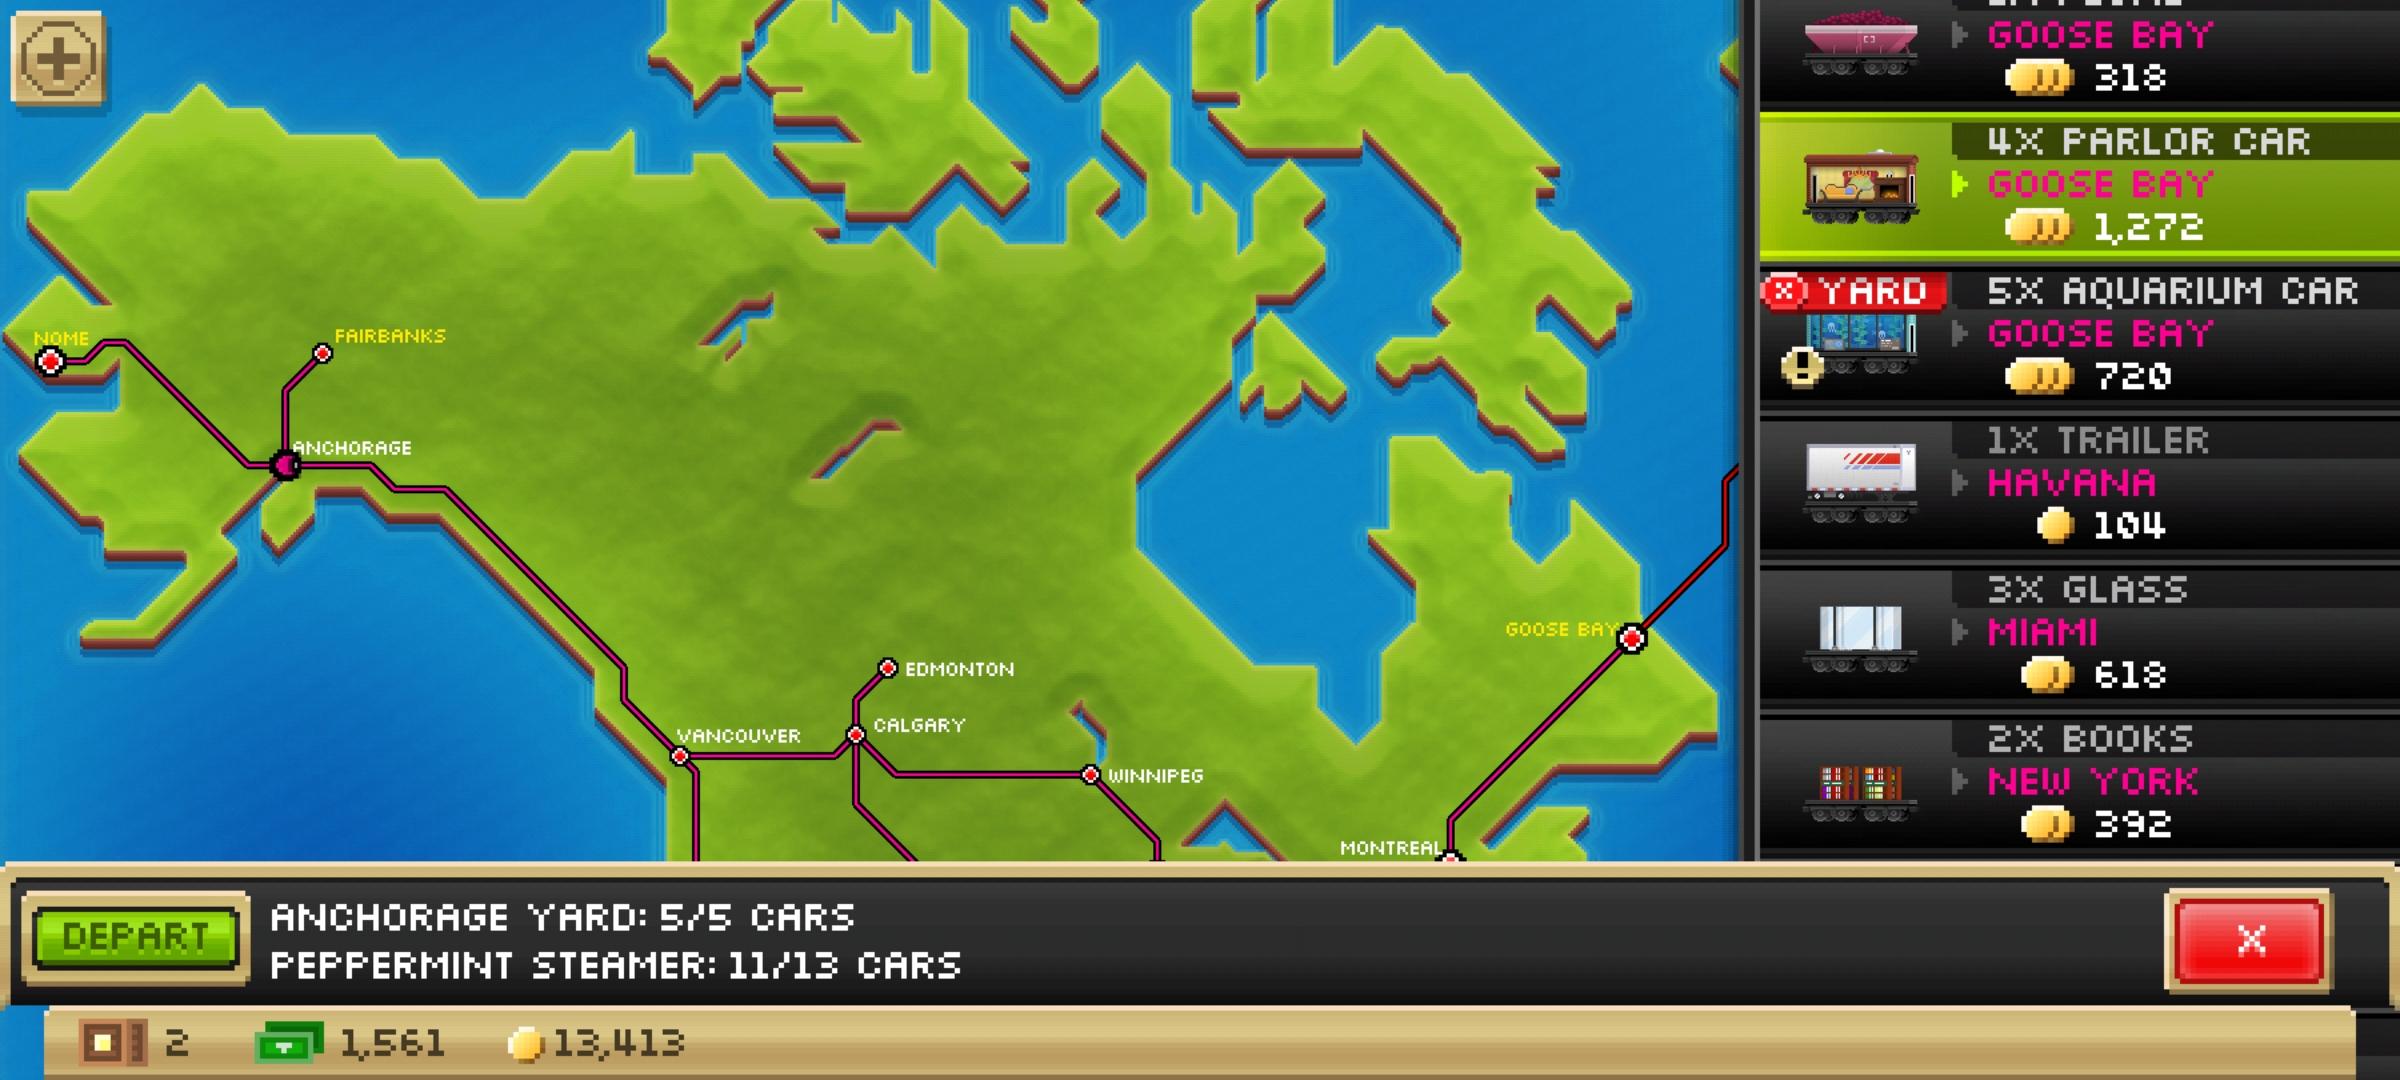 GOOSE BAY
318
4X PARLOR CAR
GOOSE BAY
1,272
YARD
5X AQUARIUM CAR
GOOSE BAY
720
1X TRAILER
HAVANA
104
3X GLASS
MIAMI
618
2X BOOKS
NEW YORK
392
NOME
FAIRBANKS
ANCHORAGE
GOOSE BAY
EDMONTON
CALGARY
VANCOUVER
WINNIPEG
MONTREAL
DEPART
ANCHORAGE YARD: 5/5 CARS
PEPPERMINT STEAMER: 11/13 CARS
X
2
1,561
13,413